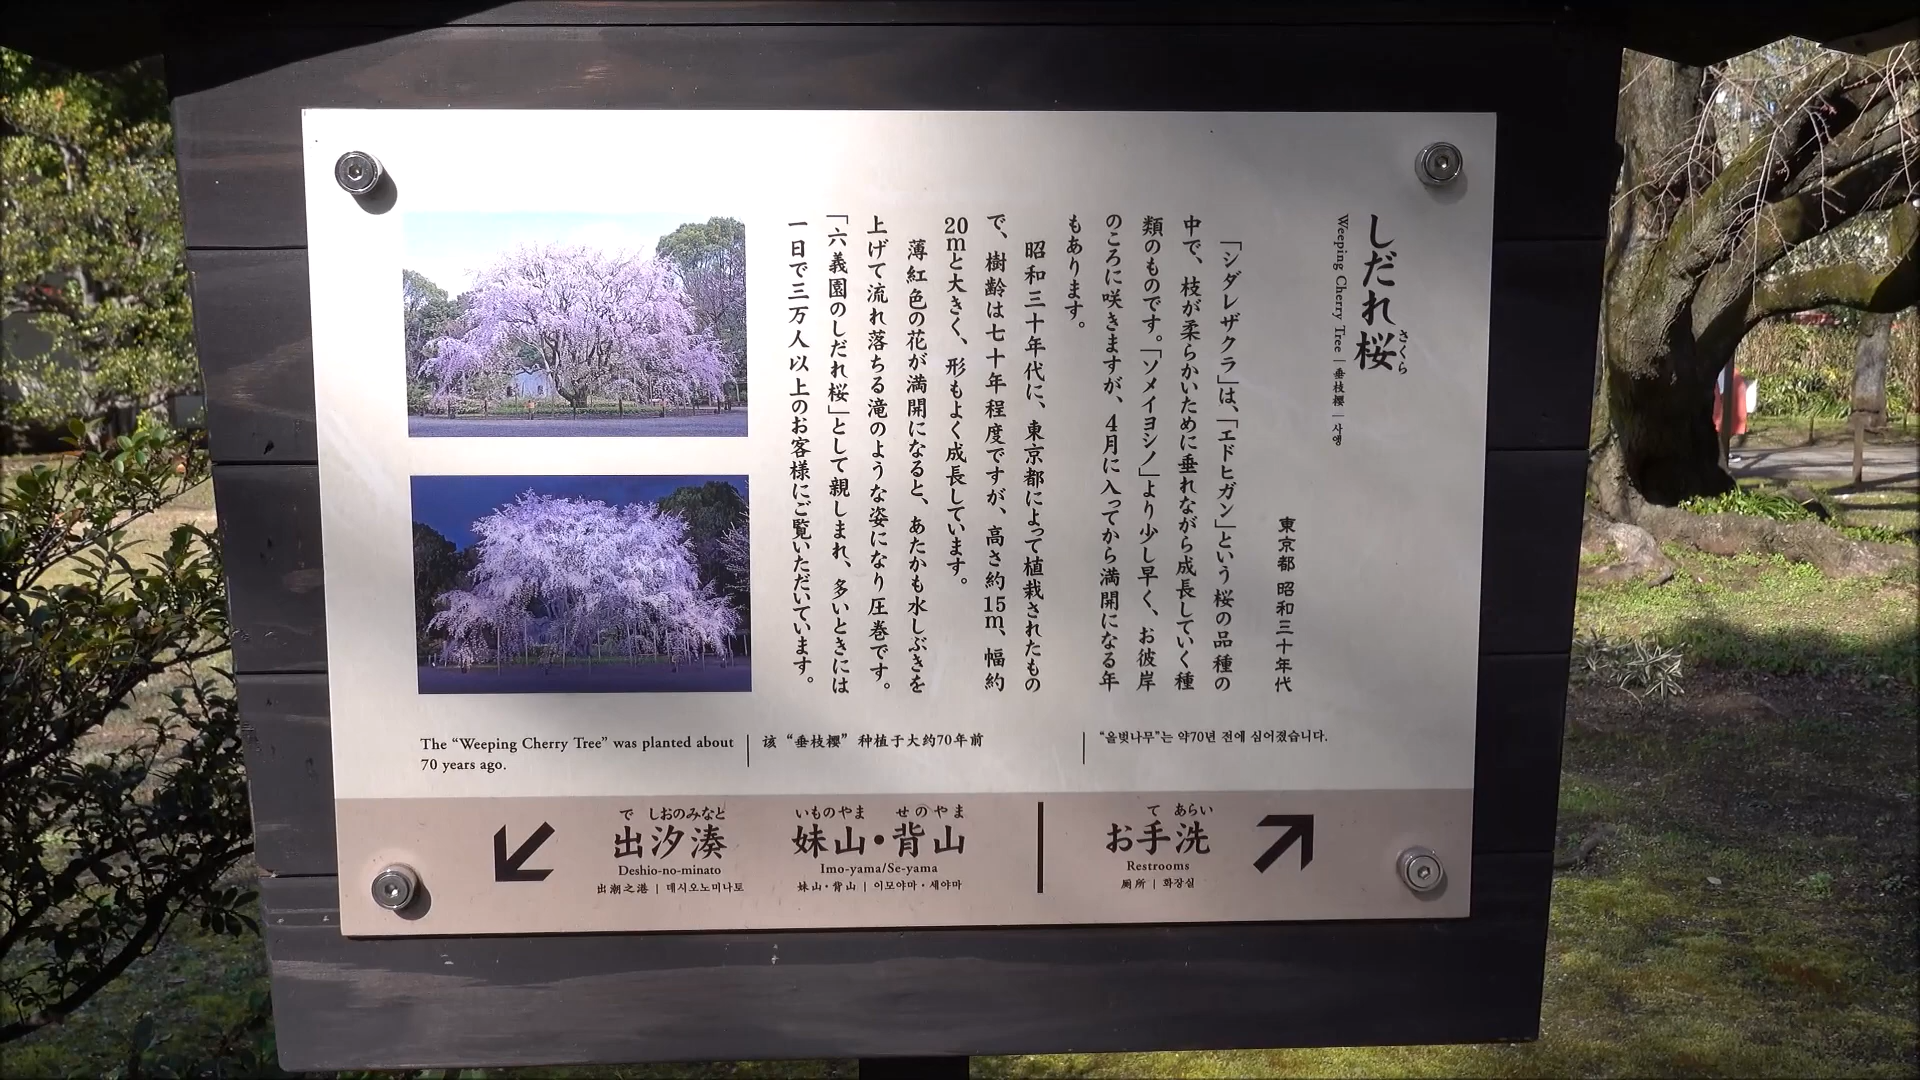 しだれ桜
さくら
Weeping Cherry Tree | 垂枝櫻 | 사앵
東京都 昭和三十年代
「シダレザクラ」は、「エドヒガン」という桜の品種の
中で、枝が柔らかいために垂れながら成長していく種
類のものです。「ソメイヨシノ」より少し早く、お彼岸
のころに咲きますが、4月に入ってから満開になる年
もあります。
昭和三十年代に、東京都によって植栽されたもの
で、樹齢は七十年程度ですが、高さ約15m、幅約
20mと大きく、形もよく成長しています。
薄紅色の花が満開になると、あたかも水しぶきを
上げて流れ落ちる滝のような姿になり圧巻です。
「六義園のしだれ桜」として親しまれ、多いときには
一日で三万人以上のお客様にご覧いただいています。
The “Weeping Cherry Tree” was planted about
70 years ago.
该“垂枝櫻”种植于大约70年前
“올벚나무”는 약70년 전에 심어졌습니다.
で しおのみなと
出汐湊
Deshio-no-minato
出潮之港 | 데시오노미나토
いものやま せのやま
妹山・背山
Imo-yama/Se-yama
妹山・背山 | 이모야마・세야마
て あらい
お手洗
Restrooms
厕所 | 화장실